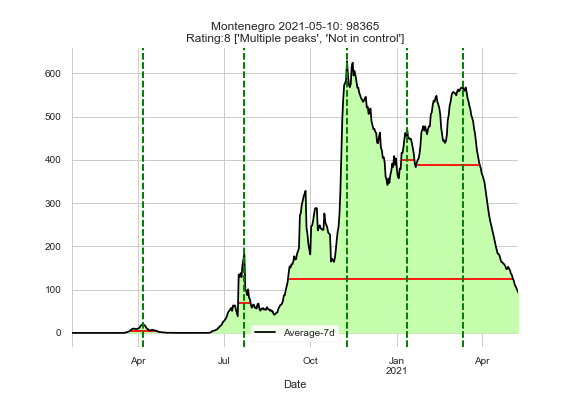 Montenegro 2021-05-10: 98365
Rating:8 ['Multiple peaks', 'Not in control']
600
500
400
300
200
100
0
Average-7d
Apr
Jul
Oct
Jan
2021
Apr
Date